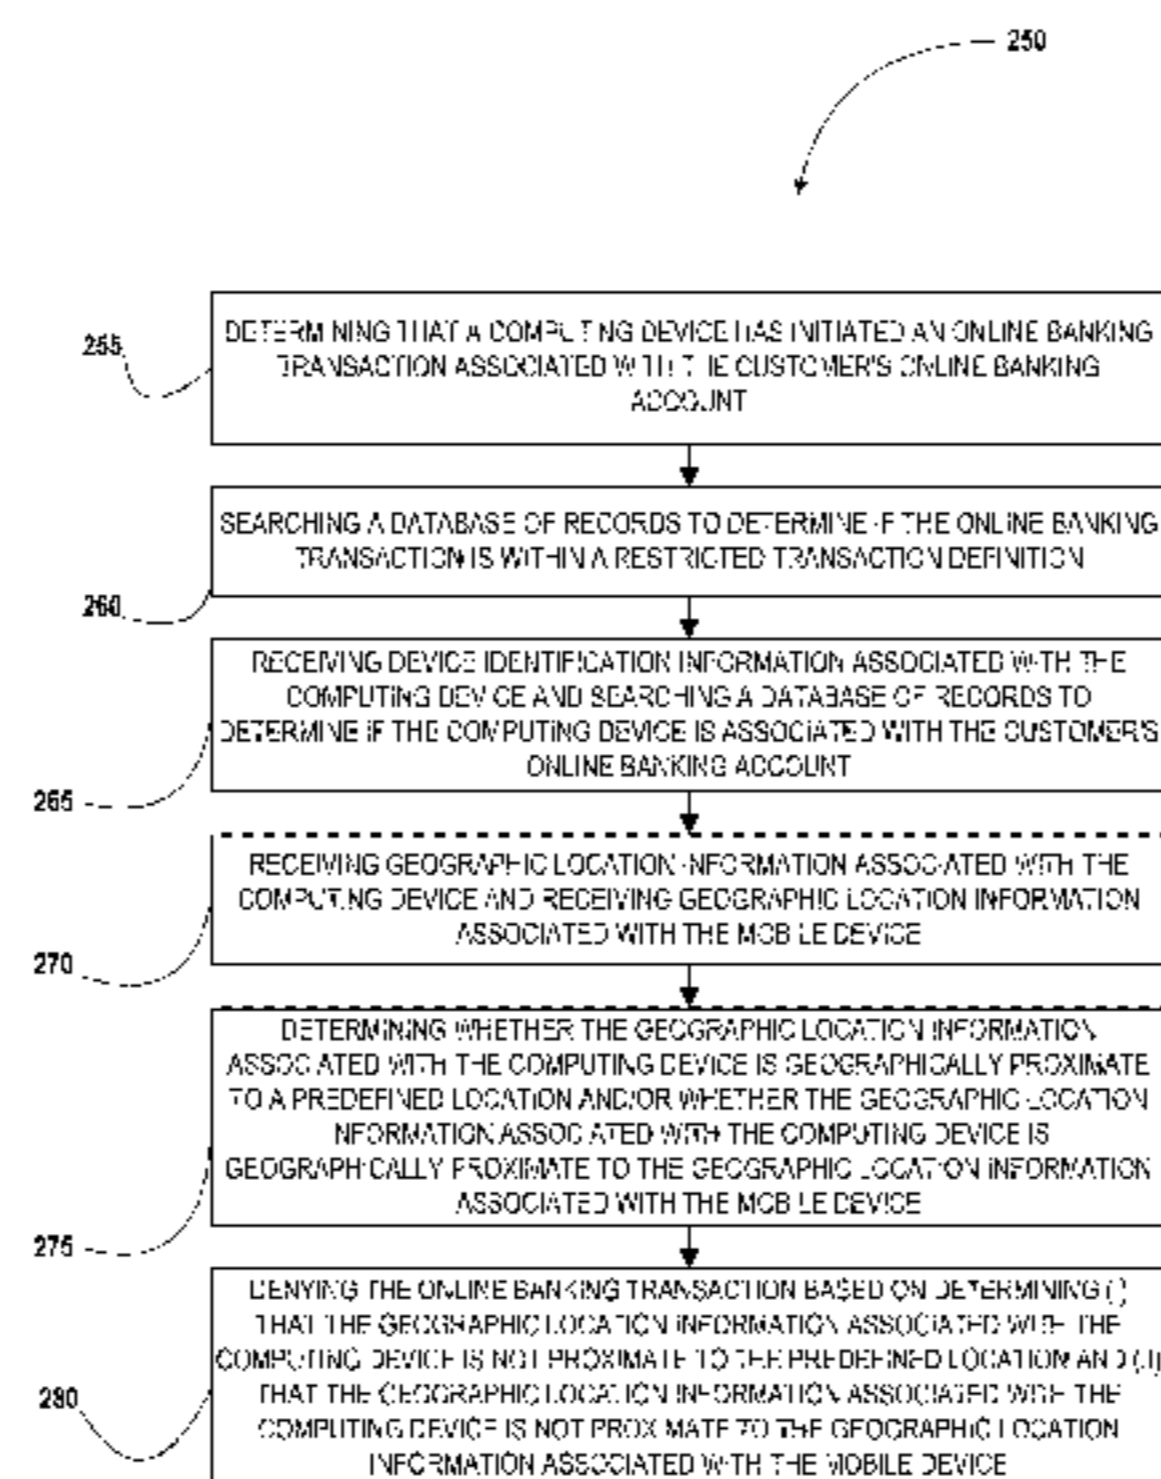 250
255
DETERMINING THAT A COMPUTING DEVICE HAS INITIATED AN ONLINE BANKING
TRANSACTION ASSOCIATED WITH THE CUSTOMER'S ONLINE BANKING
ACCOUNT
SEARCHING A DATABASE OF RECORDS TO DETERMINE IF THE ONLINE BANKING
TRANSACTION IS WITHIN A RESTRICTED TRANSACTION DEFINITION
260
RECEIVING DEVICE IDENTIFICATION INFORMATION ASSOCIATED WITH THE
COMPUTING DEVICE AND SEARCHING A DATABASE OF RECORDS TO
DETERMINE IF THE COMPUTING DEVICE IS ASSOCIATED WITH THE CUSTOMER'S
ONLINE BANKING ACCOUNT
265
RECEIVING GEOGRAPHIC LOCATION INFORMATION ASSOCIATED WITH THE
COMPUTING DEVICE AND RECEIVING GEOGRAPHIC LOCATION INFORMATION
ASSOCIATED WITH THE MOBILE DEVICE
270
DETERMINING WHETHER THE GEOGRAPHIC LOCATION INFORMATION
ASSOCIATED WITH THE COMPUTING DEVICE IS GEOGRAPHICALLY PROXIMATE
TO A PREDEFINED LOCATION AND/OR WHETHER THE GEOGRAPHIC LOCATION
INFORMATION ASSOCIATED WITH THE COMPUTING DEVICE IS
GEOGRAPHICALLY PROXIMATE TO THE GEOGRAPHIC LOCATION INFORMATION
ASSOCIATED WITH THE MOBILE DEVICE
275
DENYING THE ONLINE BANKING TRANSACTION BASED ON DETERMINING
THAT THE GEOGRAPHIC LOCATION INFORMATION ASSOCIATED WITH THE
COMPUTING DEVICE IS NOT PROXIMATE TO THE PREDEFINED LOCATION AND
THAT THE GEOGRAPHIC LOCATION INFORMATION ASSOCIATED WITH THE
COMPUTING DEVICE IS NOT PROXIMATE TO THE GEOGRAPHIC LOCATION
INFORMATION ASSOCIATED WITH THE MOBILE DEVICE
280